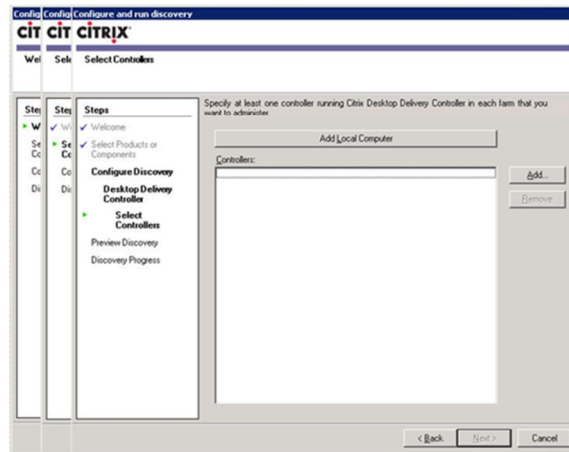 Config Config Configure and run discovery
CIT CIT CITRIX
Wel Sele Select Controllers
Step Step Steps
W W Welcome
Se Se Select Products or
Co Co Components
Co Co Configure Discovery
Di Di Desktop Delivery
Controller
Select
Controllers
Preview Discovery
Discovery Progress
Specify at least one controller running Citrix Desktop Delivery Controller in each farm that you
want to administer.
Add Local Computer
Controllers:
Add...
Remove
< Back
Next >
Cancel